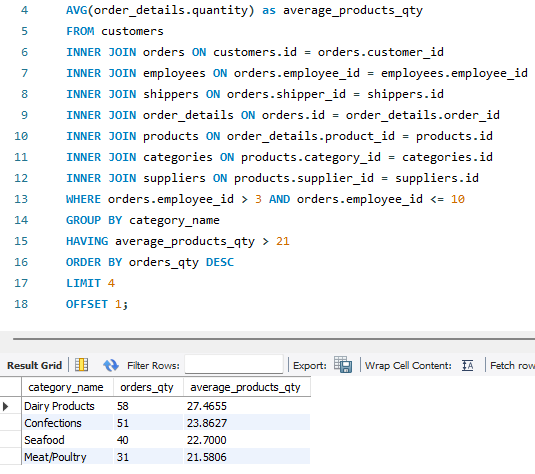 4 AVG(order_details.quantity) as average_products_qty
5 FROM customers
6 INNER JOIN orders ON customers.id = orders.customer_id
7 INNER JOIN employees ON orders.employee_id = employees.employee_id
8 INNER JOIN shippers ON orders.shipper_id = shippers.id
9 INNER JOIN order_details ON orders.id = order_details.order_id
10 INNER JOIN products ON order_details.product_id = products.id
11 INNER JOIN categories ON products.category_id = categories.id
12 INNER JOIN suppliers ON products.supplier_id = suppliers.id
13 WHERE orders.employee_id > 3 AND orders.employee_id <= 10
14 GROUP BY category_name
15 HAVING average_products_qty > 21
16 ORDER BY orders_qty DESC
17 LIMIT 4
18 OFFSET 1;
Result Grid Filter Rows: Export: Wrap Cell Content: Fetch row
category_name orders_qty average_products_qty
Dairy Products 58 27.4655
Confections 51 23.8627
Seafood 40 22.7000
Meat/Poultry 31 21.5806